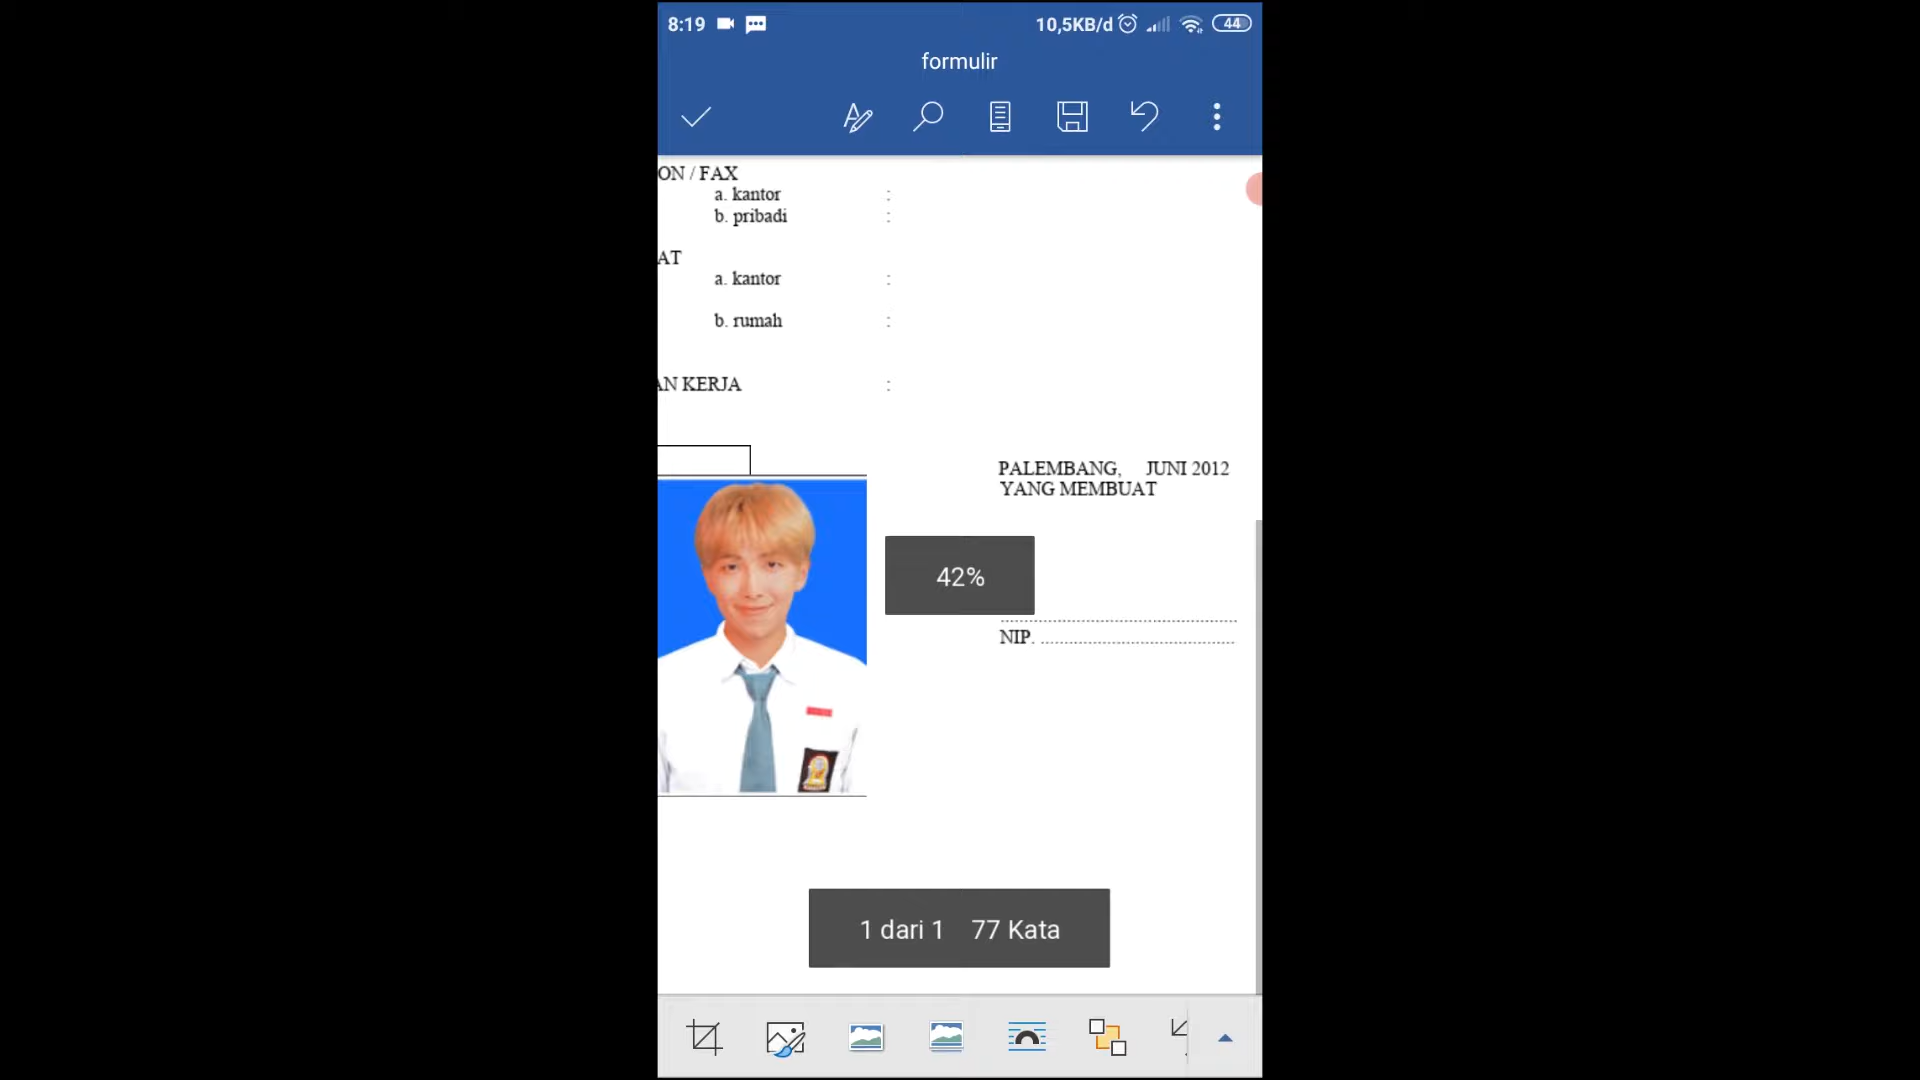 8:19 10,5KB/d 44
formulir
ON / FAX
a. kantor :
b. pribadi :
AT
a. kantor :
b. rumah :
AN KERJA :
PALEMBANG, JUNI 2012
YANG MEMBUAT
42%
NIP.
1 dari 1 77 Kata